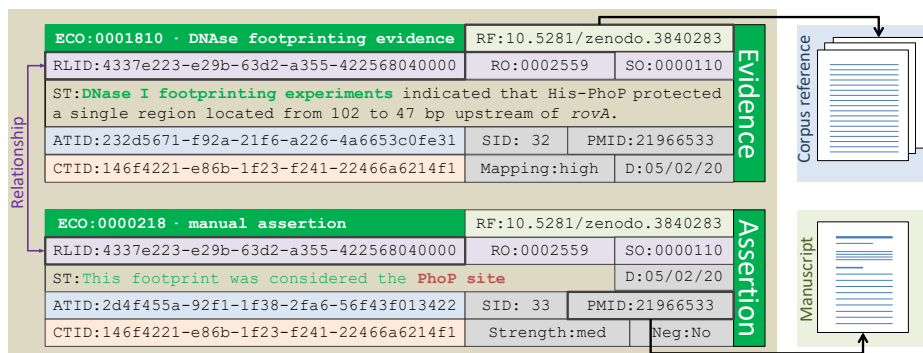 ECO:0001810 · DNAse footprinting evidence
RF:10.5281/zenodo.3840283
RLID:4337e223-e29b-63d2-a355-422568040000
RO:0002559
SO:0000110
ST:DNase I footprinting experiments indicated that His-PhoP protected
a single region located from 102 to 47 bp upstream of rovA.
ATID:232d5671-f92a-21f6-a226-4a6653c0fe31
SID: 32
PMID:21966533
CTID:146f4221-e86b-1f23-f241-22466a6214f1
Mapping:high
D:05/02/20
Evidence
Corpus reference
Relationship
ECO:0000218 · manual assertion
RF:10.5281/zenodo.3840283
RLID:4337e223-e29b-63d2-a355-422568040000
RO:0002559
SO:0000110
ST:This footprint was considered the PhoP site
D:05/02/20
ATID:2d4f455a-92f1-1f38-2fa6-56f43f013422
SID: 33
PMID:21966533
CTID:146f4221-e86b-1f23-f241-22466a6214f1
Strength:med
Neg:No
Assertion
Manuscript